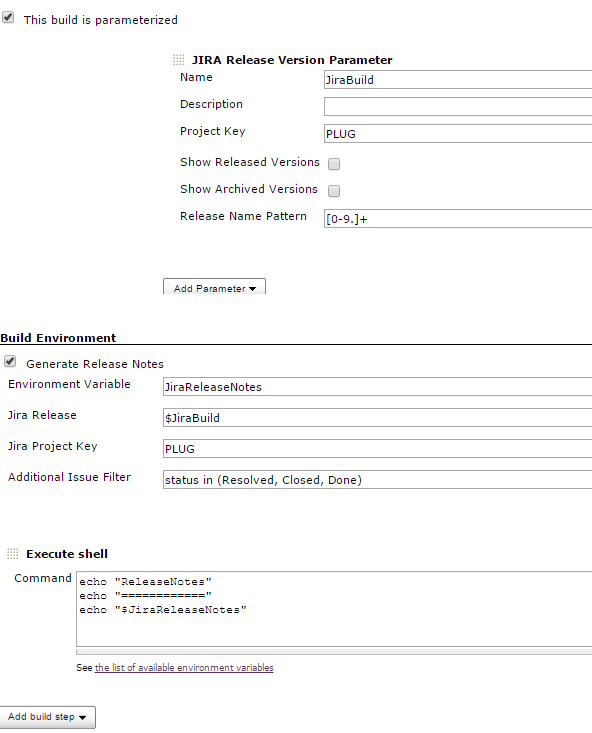 This build is parameterized
JIRA Release Version Parameter
Name JiraBuild
Description
Project Key PLUG
Show Released Versions
Show Archived Versions
Release Name Pattern [0-9.]+
Add Parameter
Build Environment
Generate Release Notes
Environment Variable JiraReleaseNotes
Jira Release $JiraBuild
Jira Project Key PLUG
Additional Issue Filter status in (Resolved, Closed, Done)
Execute shell
Command echo "ReleaseNotes"
echo "============"
echo "$JiraReleaseNotes"
See the list of available environment variables
Add build step